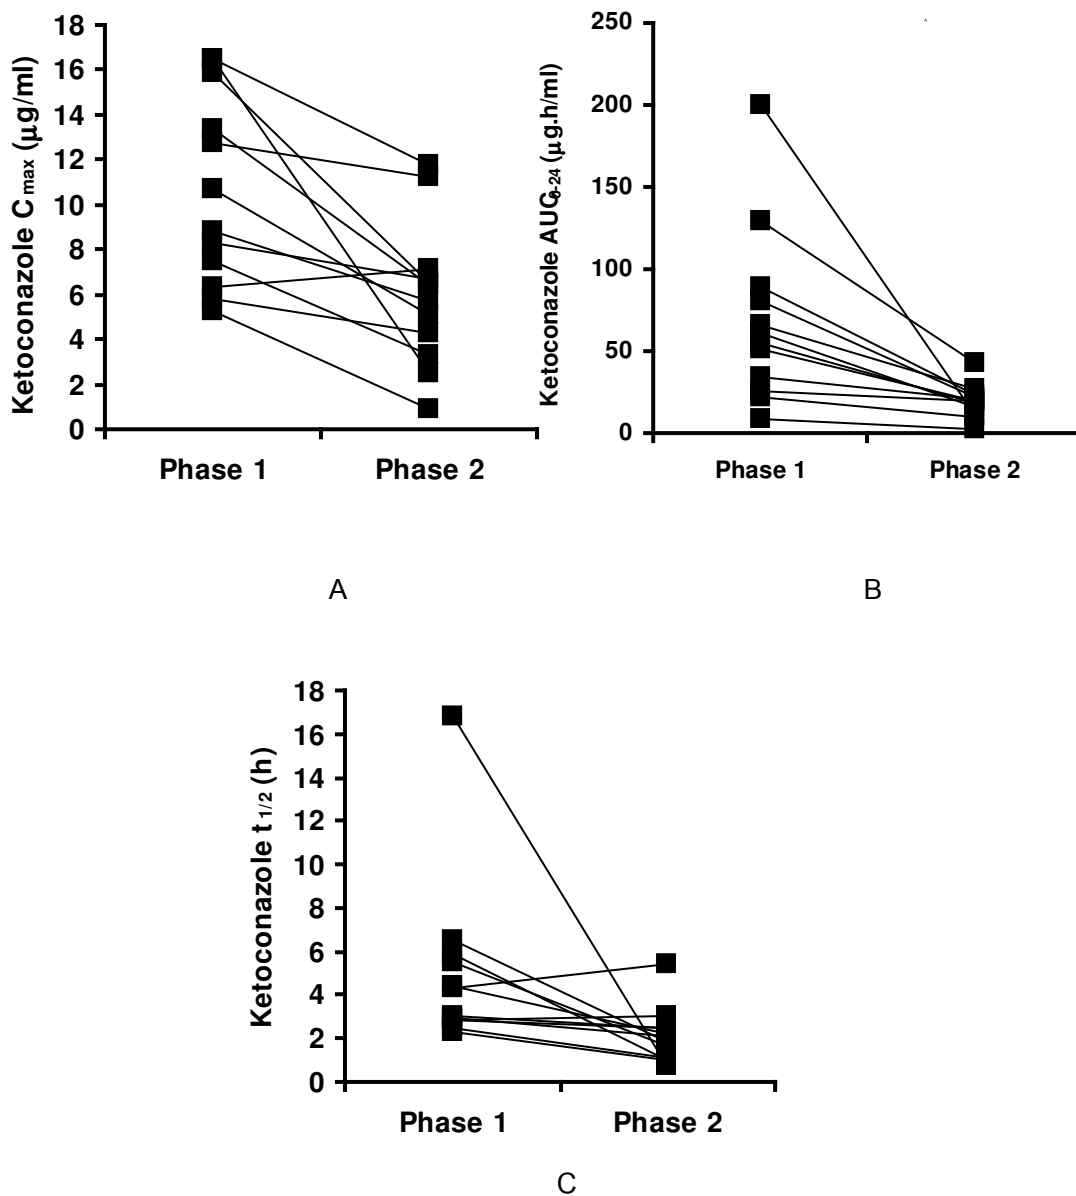 Ketoconazole Cmax (μg/ml)
18
16
14
12
10
8
6
4
2
0
Phase 1 Phase 2
A
Ketoconazole AUC0-24 (μg.h/ml)
250
200
150
100
50
0
Phase 1 Phase 2
B
Ketoconazole t1/2 (h)
18
16
14
12
10
8
6
4
2
0
Phase 1 Phase 2
C